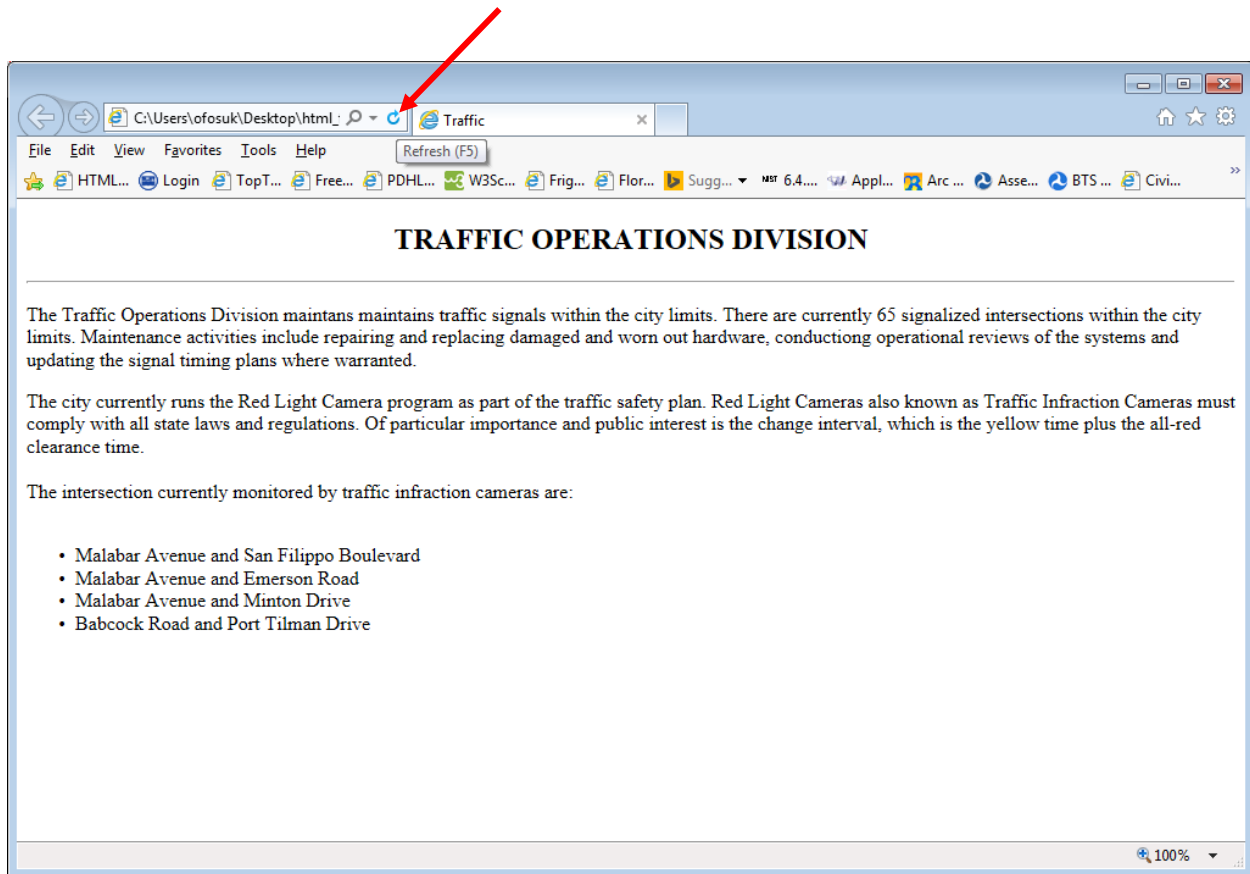 C:\Users\ofosuk\Desktop\html_
Traffic
File Edit View Favorites Tools Help
Refresh (F5)
HTML... Login TopT... Free... PDHL... W3Sc... Frig... Flor... Sugg... NIST 6.4.... Appl... Arc ... Asse... BTS ... Civi... »
TRAFFIC OPERATIONS DIVISION
The Traffic Operations Division maintans maintains traffic signals within the city limits. There are currently 65 signalized intersections within the city
limits. Maintenance activities include repairing and replacing damaged and worn out hardware, conductiong operational reviews of the systems and
updating the signal timing plans where warranted.
The city currently runs the Red Light Camera program as part of the traffic safety plan. Red Light Cameras also known as Traffic Infraction Cameras must
comply with all state laws and regulations. Of particular importance and public interest is the change interval, which is the yellow time plus the all-red
clearance time.
The intersection currently monitored by traffic infraction cameras are:
• Malabar Avenue and San Filippo Boulevard
• Malabar Avenue and Emerson Road
• Malabar Avenue and Minton Drive
• Babcock Road and Port Tilman Drive
100%